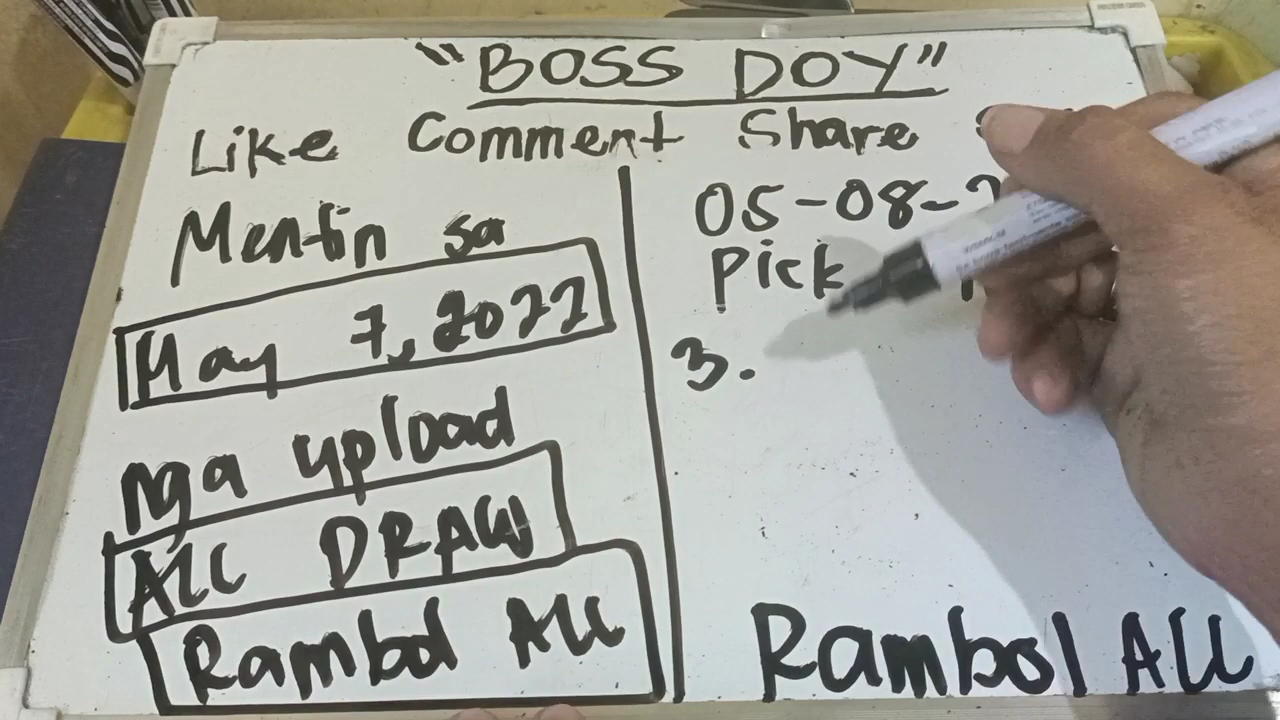 "BOSS DOY"
Like Comment Share
Mentin sa
May 7, 2022
nga upload
ALL DRAW
Rambol ALL
05-08-2
Pick
3.
Rambol ALL